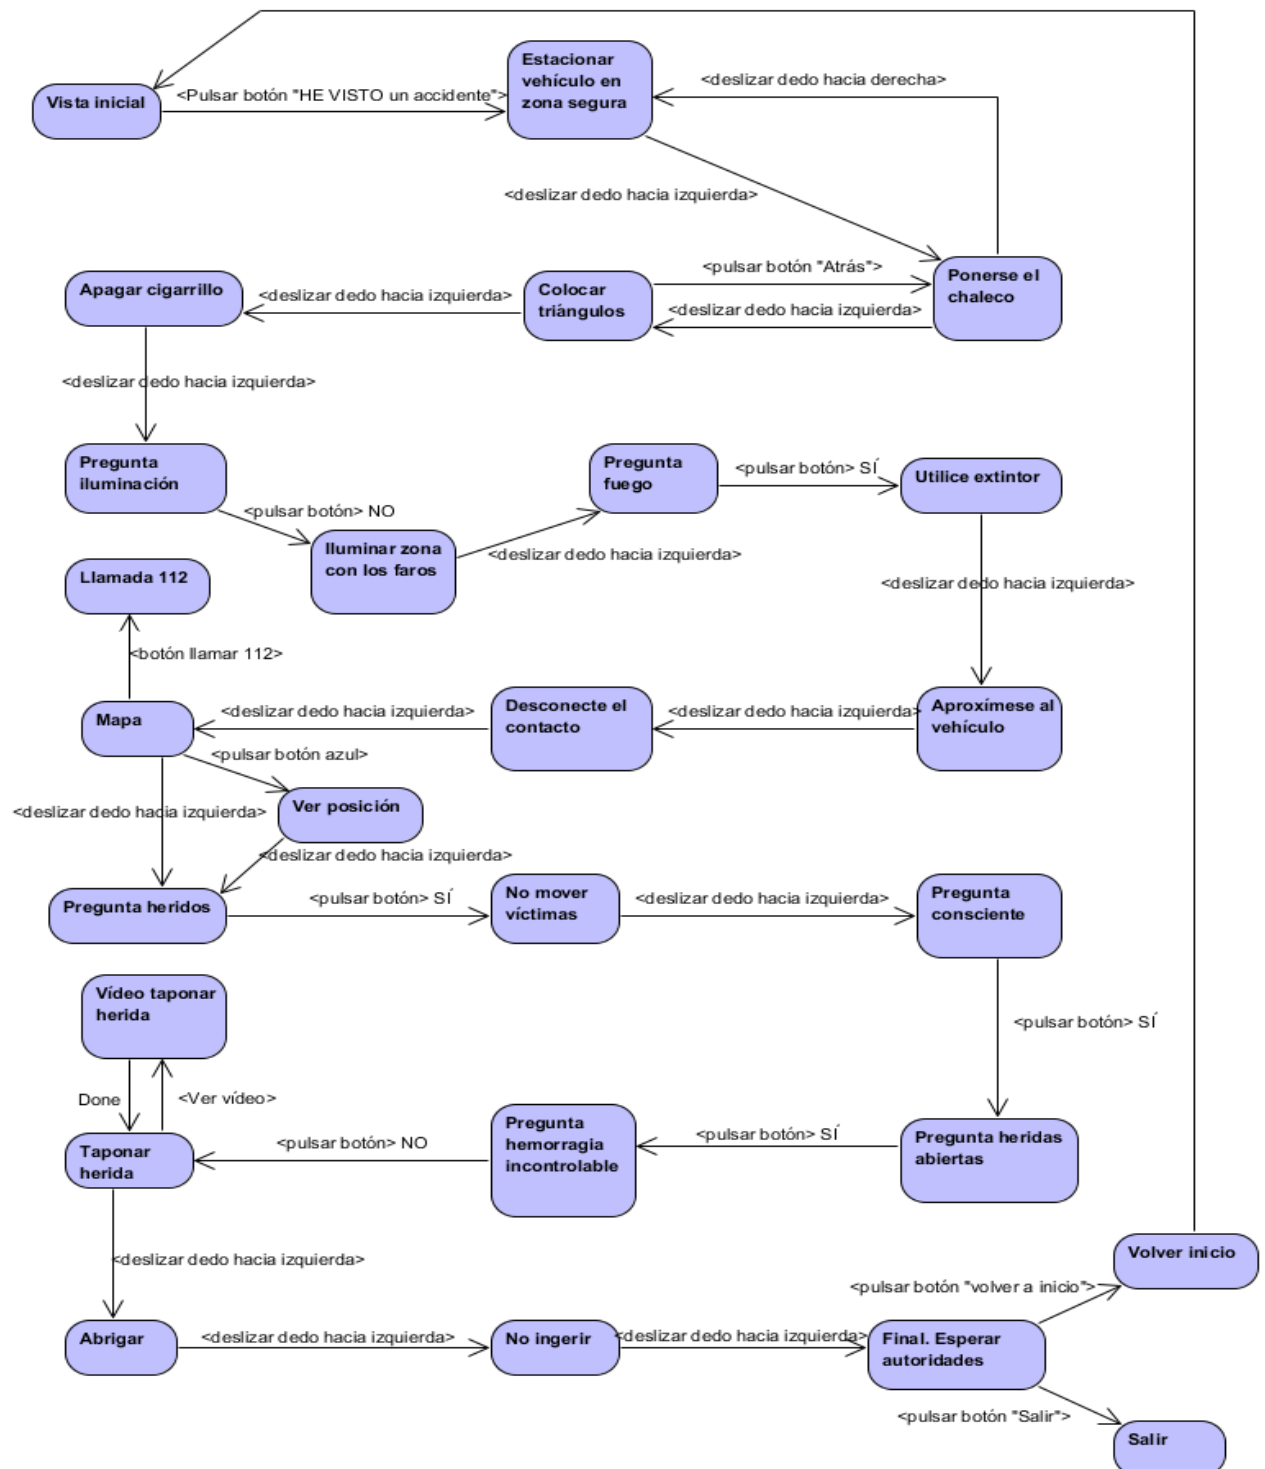 Estacionar
vehículo en
zona segura
<deslizar dedo hacia derecha>
Vista inicial
<Pulsar botón "HE VISTO un accidente">
<deslizar dedo hacia izquierda>
Apagar cigarrillo
<deslizar dedo hacia izquierda>
Colocar
triángulos
<pulsar botón "Atrás">
<deslizar dedo hacia izquierda>
Ponerse el
chaleco
<deslizar dedo hacia izquierda>
Pregunta
iluminación
<pulsar botón> NO
Iluminar zona
con los faros
<deslizar dedo hacia izquierda>
Pregunta
fuego
<pulsar botón> SÍ
Utilice extintor
<deslizar dedo hacia izquierda>
Llamada 112
<botón llamar 112>
Mapa
<deslizar dedo hacia izquierda>
Desconecte el
contacto
<deslizar dedo hacia izquierda>
Aproxímese al
vehículo
<pulsar botón azul>
<deslizar dedo hacia izquierda>
Ver posición
<deslizar dedo hacia izquierda>
Pregunta heridos
<pulsar botón> SÍ
No mover
víctimas
<deslizar dedo hacia izquierda>
Pregunta
consciente
<pulsar botón> SÍ
Vídeo taponar
herida
Done
<Ver vídeo>
Taponar
herida
<pulsar botón> NO
Pregunta
hemorragia
incontrolable
<pulsar botón> SÍ
Pregunta heridas
abiertas
<deslizar dedo hacia izquierda>
Abrigar
<deslizar dedo hacia izquierda>
No ingerir
<deslizar dedo hacia izquierda>
Final. Esperar
autoridades
<pulsar botón "volver a inicio">
Volver inicio
<pulsar botón "Salir">
Salir